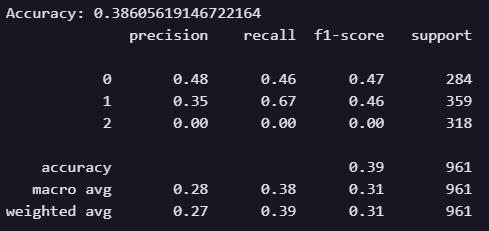 Accuracy: 0.38605619146722164
precision recall f1-score support
0 0.48 0.46 0.47 284
1 0.35 0.67 0.46 359
2 0.00 0.00 0.00 318
accuracy 0.39 961
macro avg 0.28 0.38 0.31 961
weighted avg 0.27 0.39 0.31 961